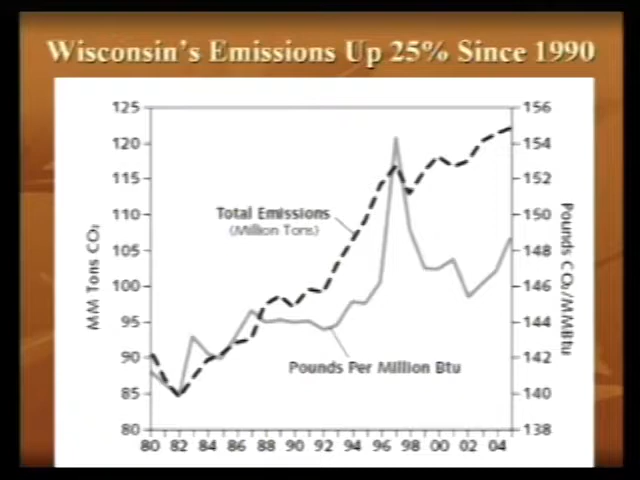 Wisconsin's Emissions Up 25% Since 1990
125
120
115
110
105
100
95
90
85
80
MM Tons CO₂
156
154
152
150
148
146
144
142
140
138
Pounds CO₂/MMBtu
Total Emissions
(Million Tons)
Pounds Per Million Btu
80 82 84 86 88 90 92 94 96 98 00 02 04